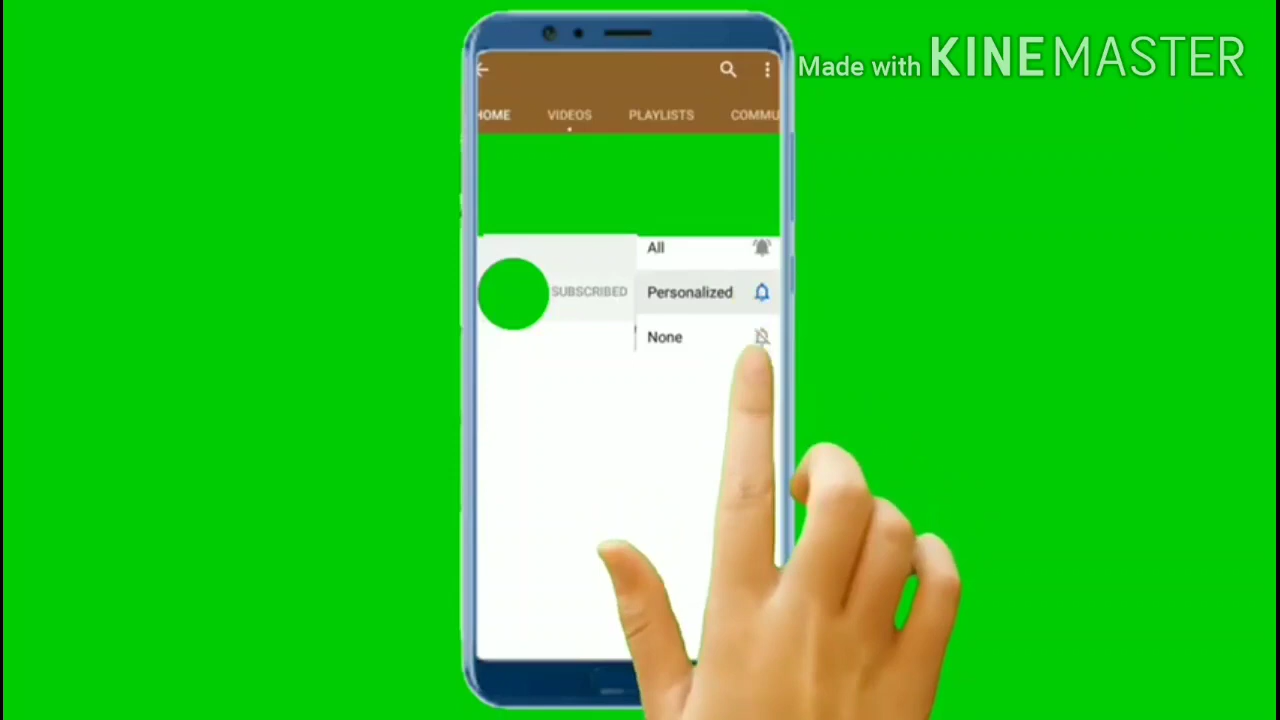 Made with KINEMASTER
HOME VIDEOS PLAYLISTS COMMU
All
SUBSCRIBED Personalized
None